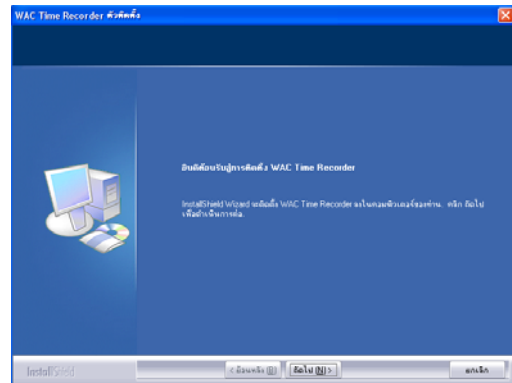 WAC Time Recorder ตัวติดตั้ง
ยินดีต้อนรับสู่การติดตั้ง WAC Time Recorder
InstallShield Wizard จะติดตั้ง WAC Time Recorder ลงในคอมพิวเตอร์ของท่าน. คลิก ถัดไป
เพื่อดำเนินการต่อ.
InstallShield
< ย้อนหลัง (B)
ถัดไป (N) >
ยกเลิก